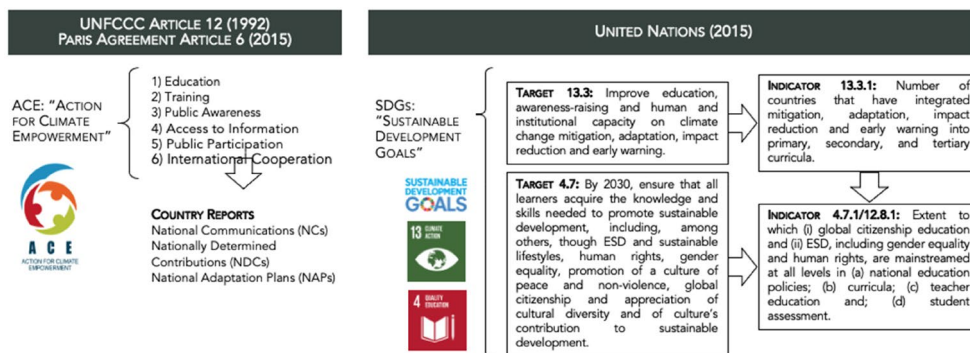 UNFCCC ARTICLE 12 (1992)
PARIS AGREEMENT ARTICLE 6 (2015)
ACE: "ACTION
FOR CLIMATE
EMPOWERMENT"
1) Education
2) Training
3) Public Awareness
4) Access to Information
5) Public Participation
6) International Cooperation
ACE
ACTION FOR CLIMATE
EMPOWERMENT
COUNTRY REPORTS
National Communications (NCs)
Nationally Determined
Contributions (NDCs)
National Adaptation Plans (NAPs)
UNITED NATIONS (2015)
SDGS:
"SUSTAINABLE
DEVELOPMENT
GOALS"
SUSTAINABLE
DEVELOPMENT
GOALS
13 CLIMATE
ACTION
4 QUALITY
EDUCATION
TARGET 13.3: Improve education,
awareness-raising and human and
institutional capacity on climate
change mitigation, adaptation, impact
reduction and early warning.
TARGET 4.7: By 2030, ensure that all
learners acquire the knowledge and
skills needed to promote sustainable
development, including, among
others, though ESD and sustainable
lifestyles, human rights, gender
equality, promotion of a culture of
peace and non-violence, global
citizenship and appreciation of
cultural diversity and of culture's
contribution to sustainable
development.
INDICATOR 13.3.1: Number of
countries that have integrated
mitigation, adaptation, impact
reduction and early warning into
primary, secondary, and tertiary
curricula.
INDICATOR 4.7.1/12.8.1: Extent to
which (i) global citizenship education
and (ii) ESD, including gender equality
and human rights, are mainstreamed
at all levels in (a) national education
policies; (b) curricula; (c) teacher
education and; (d) student
assessment.